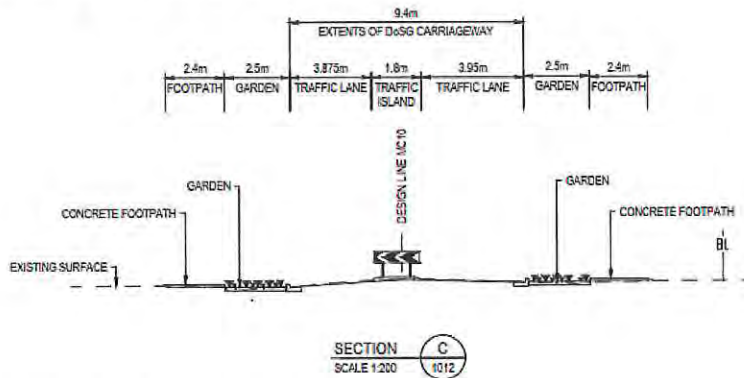 9.4m
EXTENTS OF DoSG CARRIAGEWAY
2.4m 2.5m 3.875m 1.8m 3.95m 2.5m 2.4m
FOOTPATH GARDEN TRAFFIC LANE TRAFFIC ISLAND TRAFFIC LANE GARDEN FOOTPATH
DESIGN LINE MC10
GARDEN GARDEN
CONCRETE FOOTPATH CONCRETE FOOTPATH
EXISTING SURFACE
SECTION C
SCALE 1:200 1012